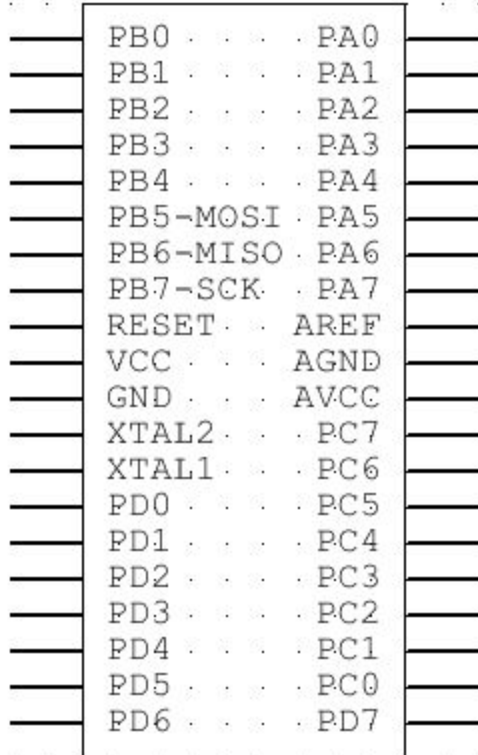 PB0 PA0
PB1 PA1
PB2 PA2
PB3 PA3
PB4 PA4
PB5-MOSI PA5
PB6-MISO PA6
PB7-SCK PA7
RESET AREF
VCC AGND
GND AVCC
XTAL2 PC7
XTAL1 PC6
PD0 PC5
PD1 PC4
PD2 PC3
PD3 PC2
PD4 PC1
PD5 PC0
PD6 PD7